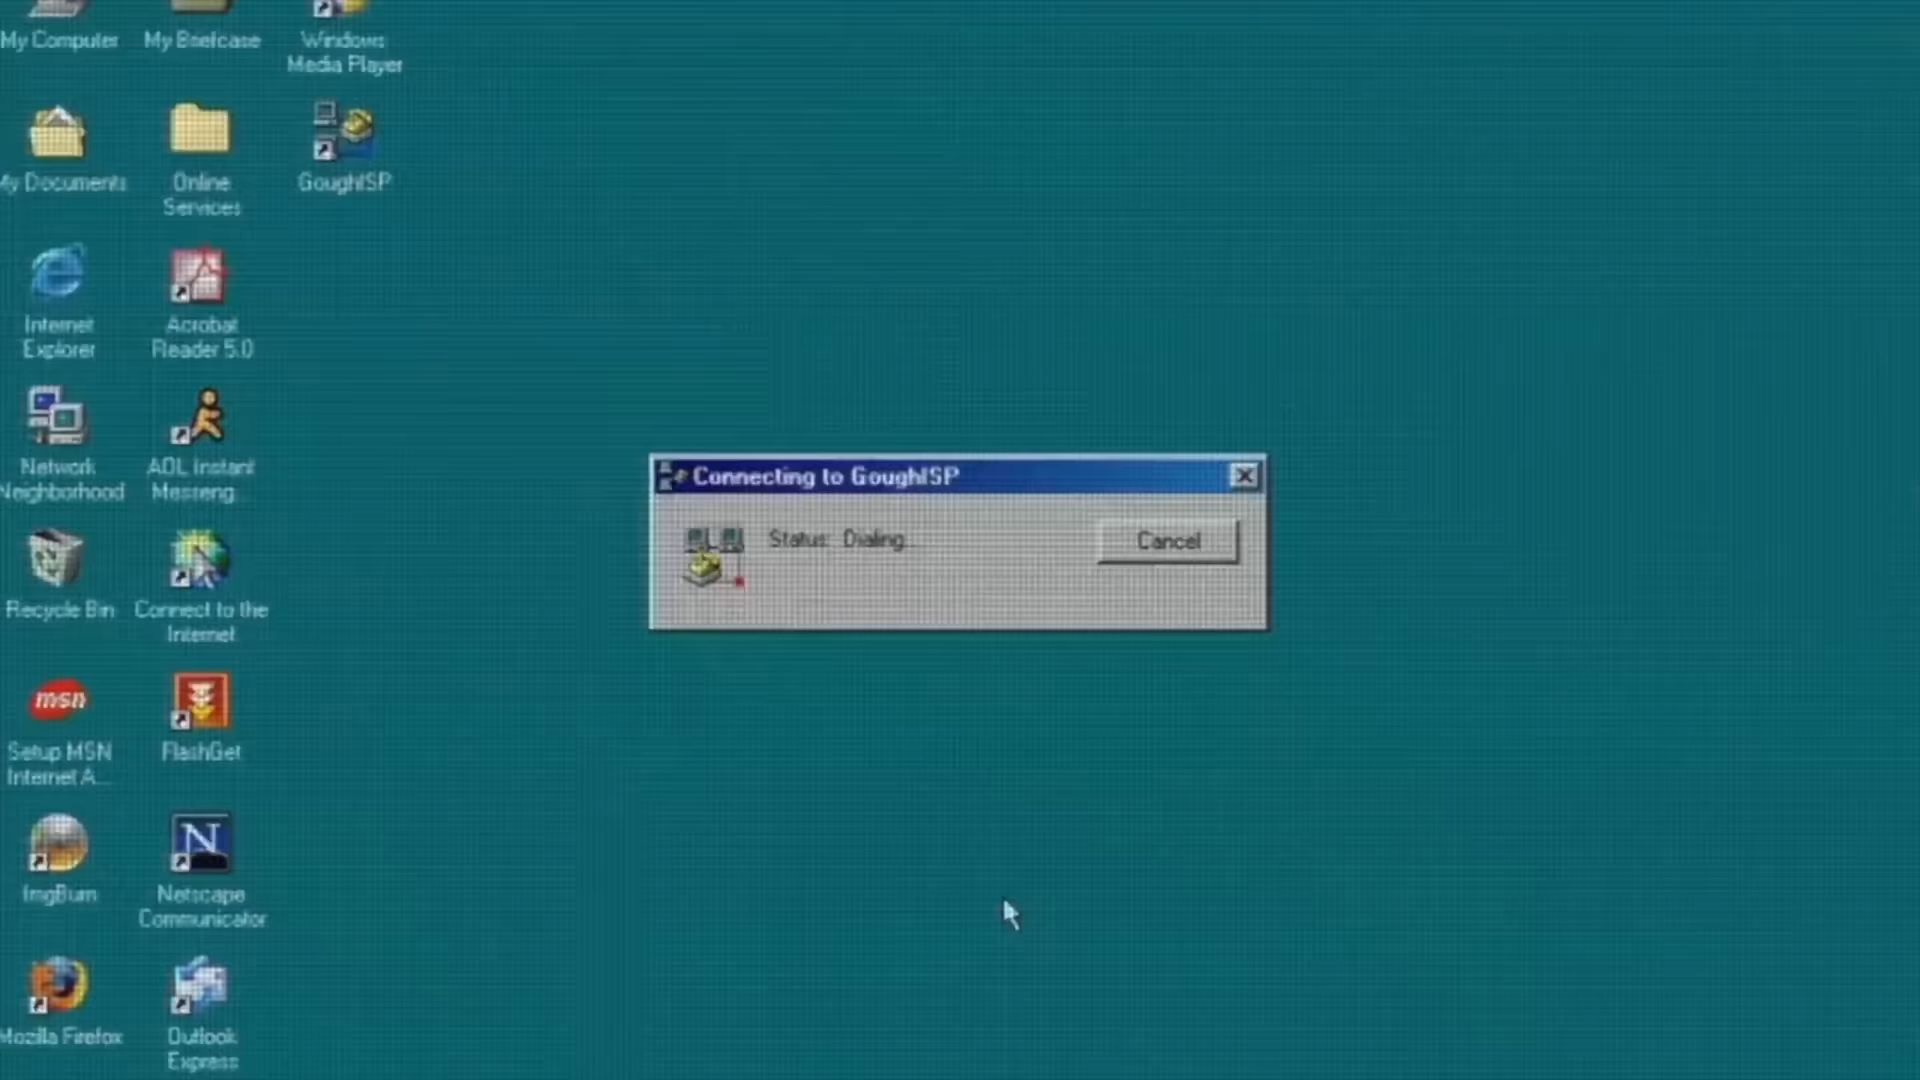 My Computer
My Briefcase
Windows
Media Player
My Documents
Online
Services
GoughISP
Internet
Explorer
Acrobat
Reader 5.0
Network
Neighborhood
AOL Instant
Messeng...
Recycle Bin
Connect to the
Internet
msn
Setup MSN
Internet A...
FlashGet
ImgBurn
N
Netscape
Communicator
Mozilla Firefox
Outlook
Express
Connecting to GoughISP
Status: Dialing...
Cancel